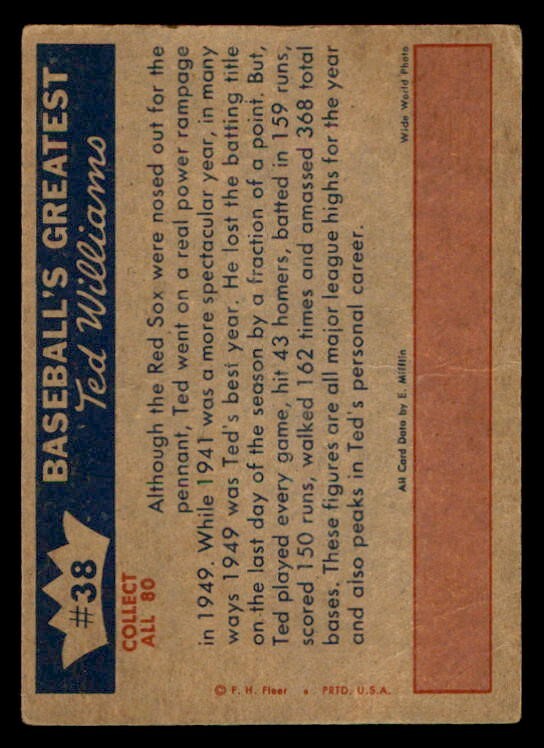 #38
BASEBALL'S GREATEST
Ted Williams
COLLECT
ALL 80
Although the Red Sox were nosed out for the
pennant, Ted went on a real power rampage
in 1949. While 1941 was a more spectacular year, in many
ways 1949 was Ted's best year. He lost the batting title
on the last day of the season by a fraction of a point. But,
Ted played every game, hit 43 homers, batted in 159 runs,
scored 150 runs, walked 162 times and amassed 368 total
bases. These figures are all major league highs for the year
and also peaks in Ted's personal career.
© F. H. Fleer • PRTD. U.S.A.
All Card Data by E. Mifflin
Wide World Photo